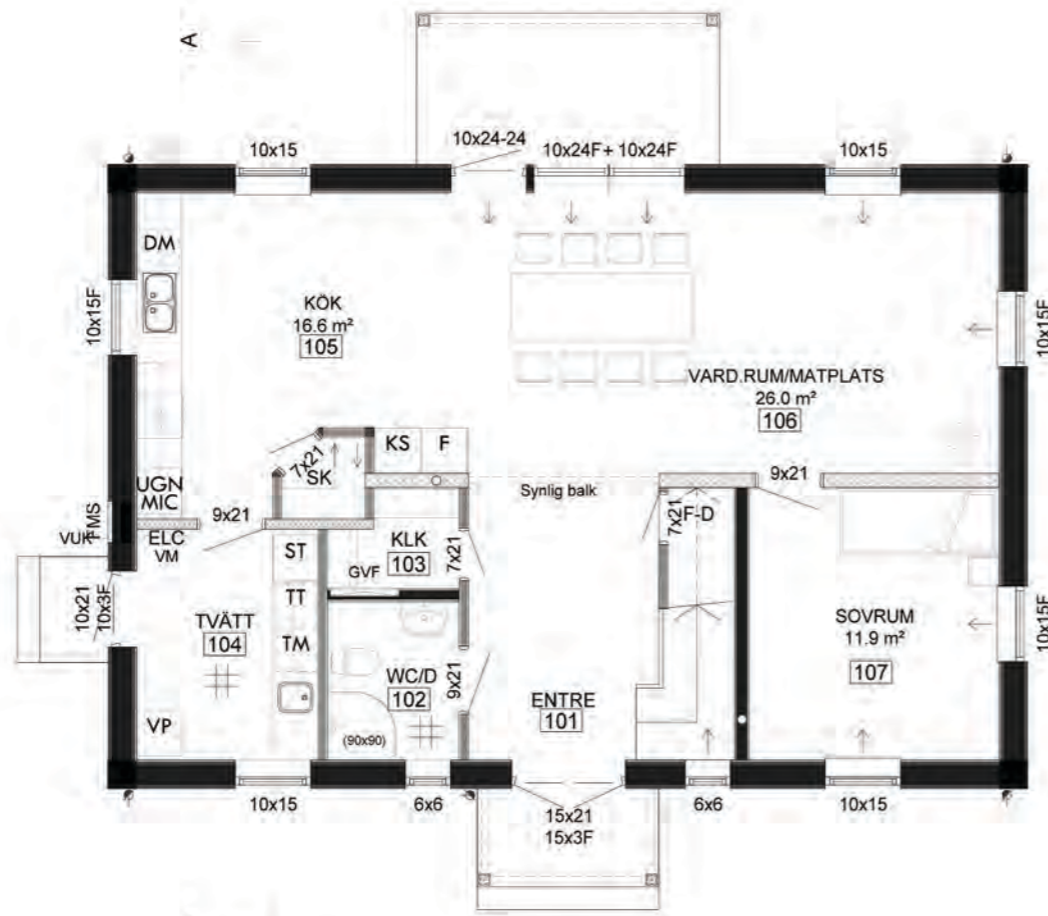 A
10x24-24
10x15
10x24F+ 10x24F
10x15
DM
10x15F
KÖK
16.6 m²
105
10x15F
VARD.RUM/MATPLATS
26.0 m²
106
KS
F
7x21
SK
9x21
UGN
MIC
Synlig balk
9x21
7x21
F-D
FMS
ELC
VM
ST
KLK
103
7x21
GVF
10x21
10x3F
TVÄTT
104
TT
TM
WC/D
102
9x21
ENTRE
101
SOVRUM
11.9 m²
107
10x15F
VP
(90x90)
10x15
6x6
15x21
15x3F
6x6
10x15